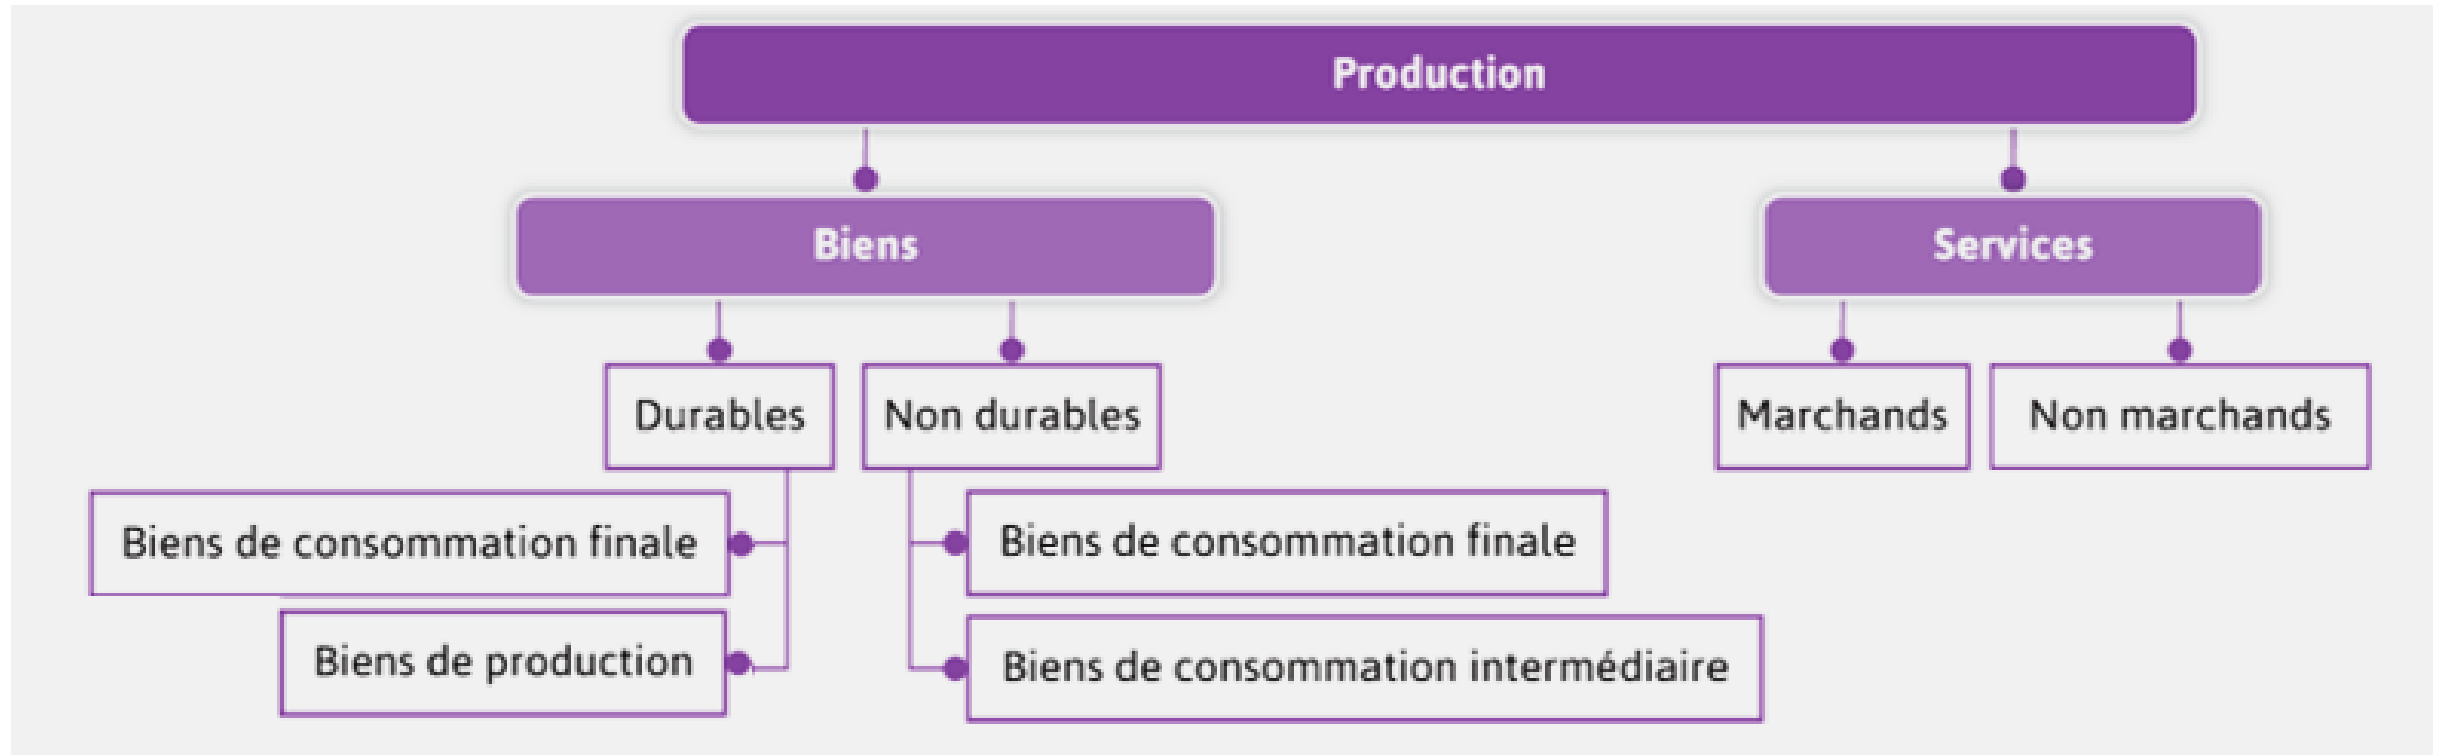 Production
Biens
Services
Durables
Non durables
Marchands
Non marchands
Biens de consommation finale
Biens de consommation finale
Biens de production
Biens de consommation intermédiaire